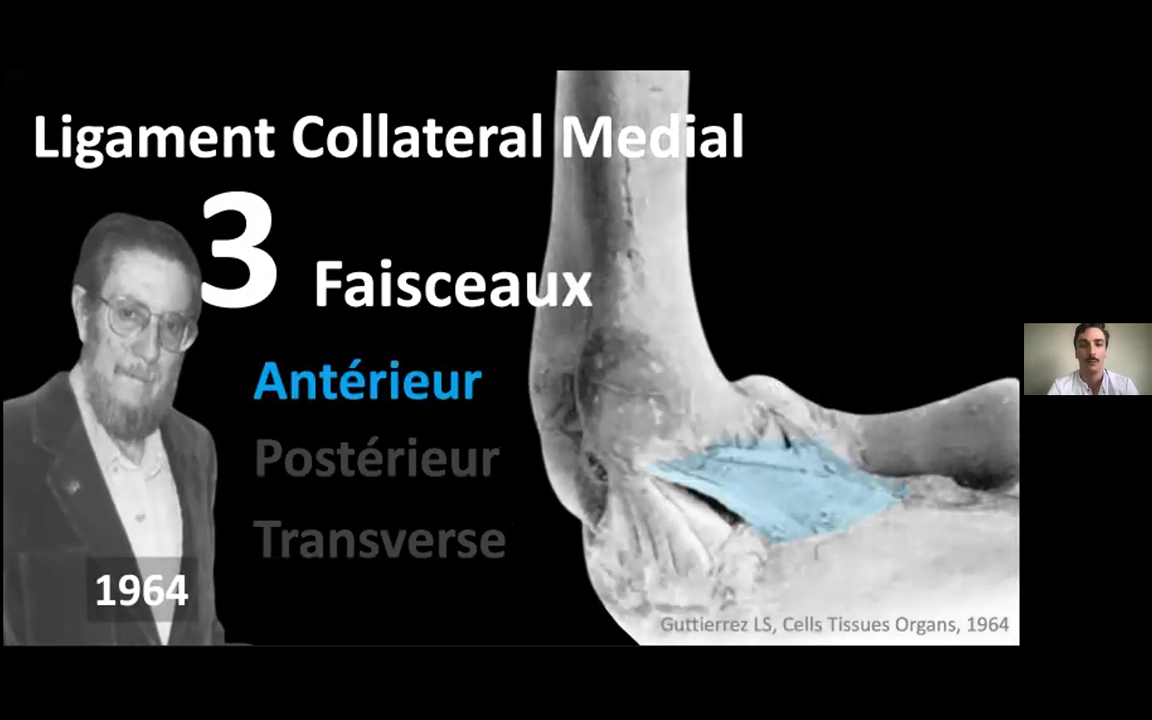 Ligament Collateral Medial
3 Faisceaux
Antérieur
Postérieur
Transverse
1964
Guttierrez LS, Cells Tissues Organs, 1964